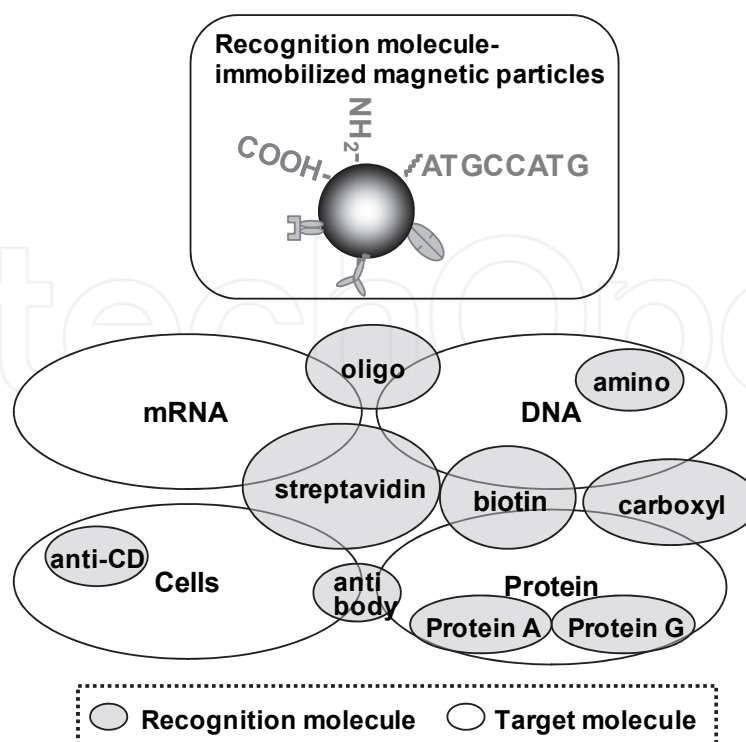 Recognition molecule-
immobilized magnetic particles
NH2-
COOH-
ATGCCATG
oligo
amino
mRNA
DNA
streptavidin
biotin
carboxyl
anti-CD
Cells
anti
body
Protein
Protein A
Protein G
Recognition molecule
Target molecule